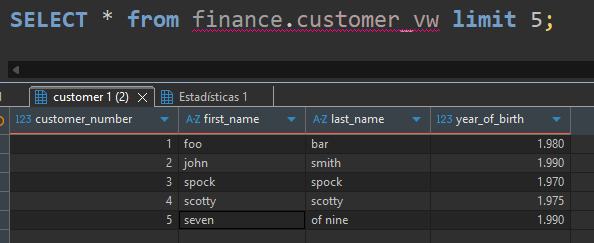 SELECT * from finance.customer_vw limit 5;
customer 1 (2) Estadísticas 1
123 customer_number A-Z first_name A-Z last_name 123 year_of_birth
1 foo bar 1.980
2 john smith 1.990
3 spock spock 1.970
4 scotty scotty 1.975
5 seven of nine 1.990